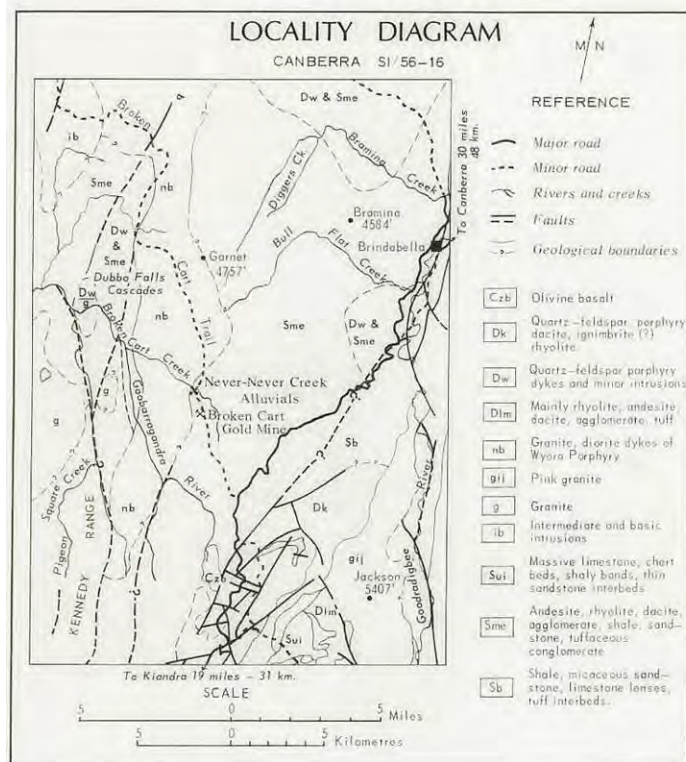 LOCALITY DIAGRAM
CANBERRA SI/56-16
M N
REFERENCE
Major road
Minor road
Rivers and creeks
Faults
Geological boundaries
Czb Olivine basalt
Dk Quartz-feldspar porphyry
dacite, ignimbrite (?)
rhyolite
Dw Quartz-feldspar porphyry
dykes and minor intrusions
Dlm Mainly rhyolite, andesite,
dacite, agglomerate, tuff
nb Granite, diorite dykes of
Wyora Porphyry
gij Pink granite
g Granite
ib Intermediate and basic
intrusions
Sui Massive limestone, chert
beds, shaly bands, thin
sandstone interbeds
Sme Andesite, rhyolite, dacite,
agglomerate, shale, sand-
stone, tuffaceous
conglomerate
Sb Shale, micaceous sand-
stone, limestone lenses,
tuff interbeds.
Broken
g
Dw & Sme
ib
Sme
nb
Diggers Ck.
Bramina
Creek
To Canberra 30 miles
48 km.
Bramina
4584'
Brindabella
Dw
&
Sme
Garnet
4757'
Bull
Flat
Creek
Dubbo Falls
Cascades
Dw
g
nb
Cart
Trail
Sme
Dw &
Sme
Broken Cart
Creek
Never-Never Creek
Alluvials
Broken Cart
(Gold Mine)
Goobarragandra
River
g
g
Sb
Square Creek
Pigeon
KENNEDY
RANGE
nb
Dk
River
Goodradigbee
Czb
gij
Jackson
5407'
Dlm
Sui
To Kiandra 19 miles - 31 km.
SCALE
5 0 5
Miles
5 0 5
Kilometres